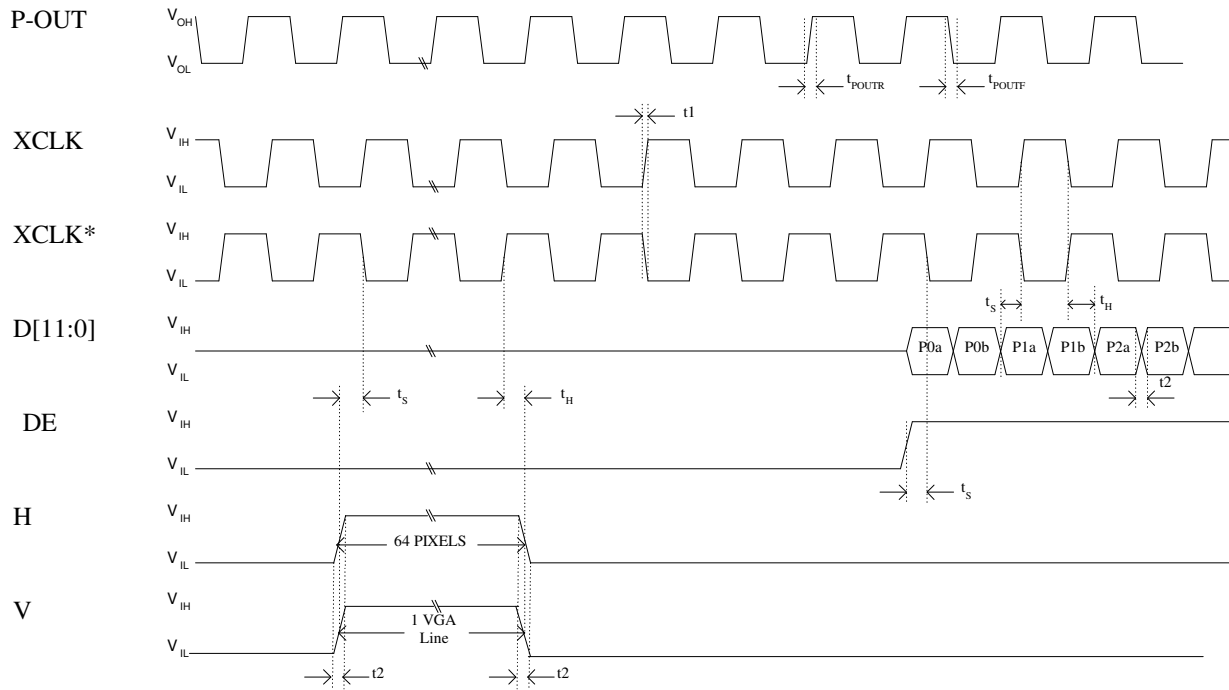 P-OUT
VOH
VOL
tPOUTR
tPOUTF
t1
XCLK
VIH
VIL
XCLK*
VIH
VIL
tS
tH
D[11:0]
VIH
VIL
P0a P0b P1a P1b P2a P2b
tS
tH
t2
DE
VIH
VIL
tS
H
VIH
VIL
64 PIXELS
V
VIH
VIL
1 VGA
Line
t2
t2